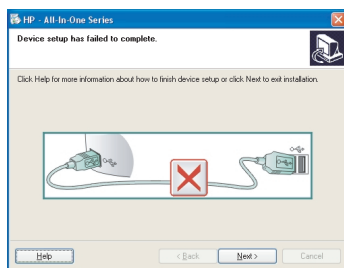 HP - All-In-One Series
Device setup has failed to complete.
Click Help for more information about how to finish device setup or click Next to exit installation.
Help
< Back
Next >
Cancel